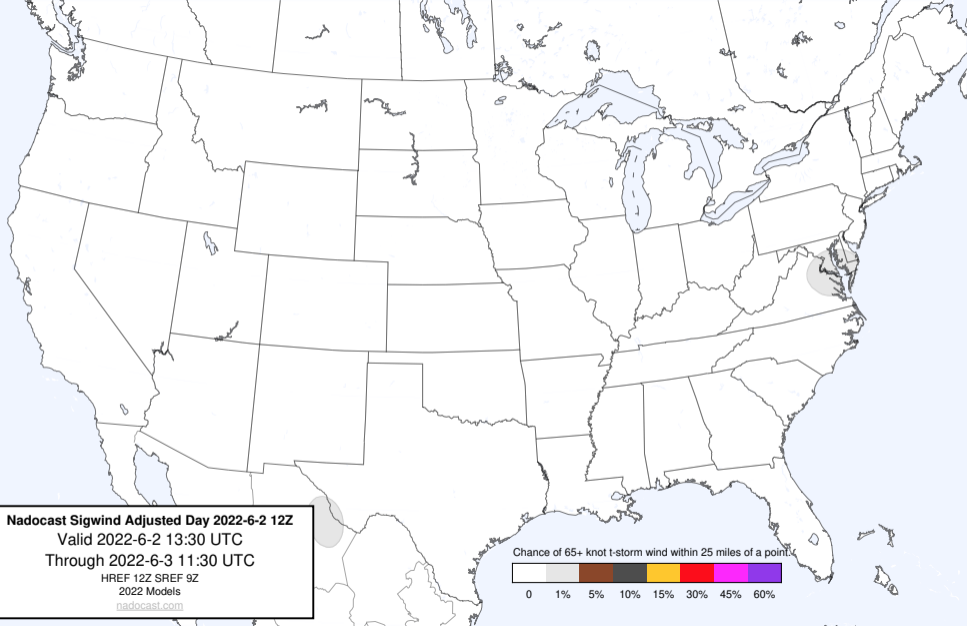 Nadocast Sigwind Adjusted Day 2022-6-2 12Z
Valid 2022-6-2 13:30 UTC
Through 2022-6-3 11:30 UTC
HREF 12Z SREF 9Z
2022 Models
nadocast.com
Chance of 65+ knot t-storm wind within 25 miles of a point.
0 1% 5% 10% 15% 30% 45% 60%